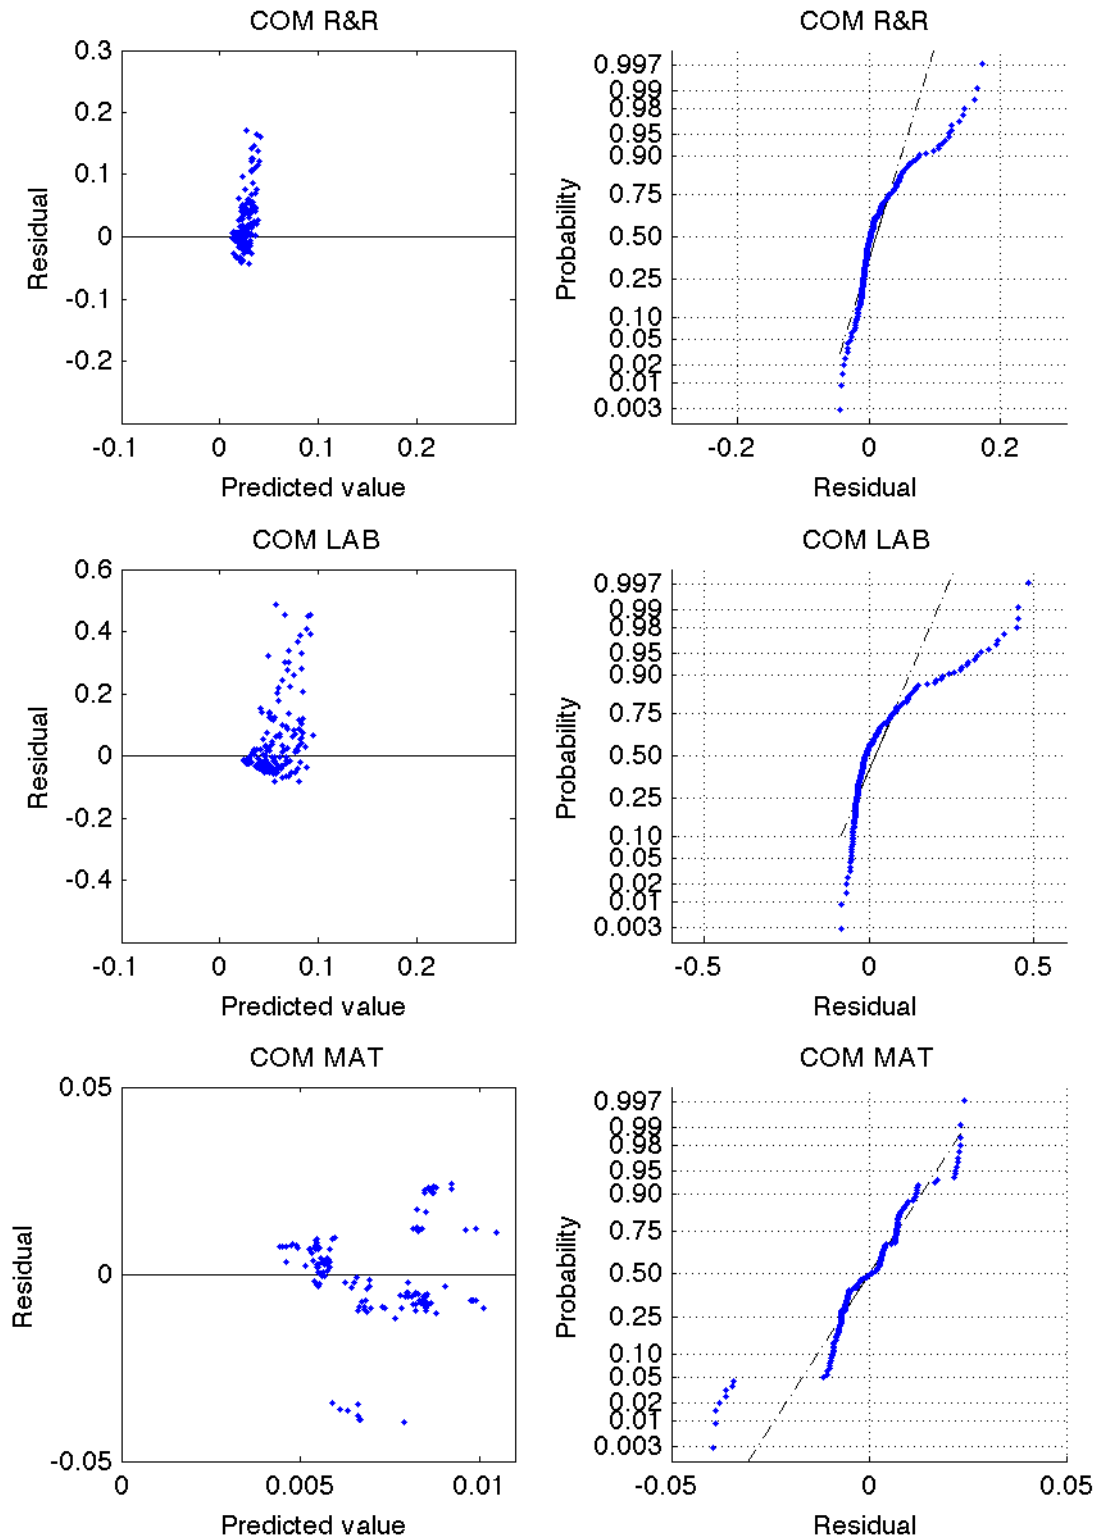 COM R&R
0.3
0.2
0.1
0
-0.1
-0.2
Residual
-0.1 0 0.1 0.2
Predicted value
COM R&R
0.997
0.99
0.98
0.95
0.90
0.75
0.50
0.25
0.10
0.05
0.02
0.01
0.003
Probability
-0.2 0 0.2
Residual
COM LAB
0.6
0.4
0.2
0
-0.2
-0.4
Residual
-0.1 0 0.1 0.2
Predicted value
COM LAB
0.997
0.99
0.98
0.95
0.90
0.75
0.50
0.25
0.10
0.05
0.02
0.01
0.003
Probability
-0.5 0 0.5
Residual
COM MAT
0.05
0
-0.05
Residual
0 0.005 0.01
Predicted value
COM MAT
0.997
0.99
0.98
0.95
0.90
0.75
0.50
0.25
0.10
0.05
0.02
0.01
0.003
Probability
-0.05 0 0.05
Residual